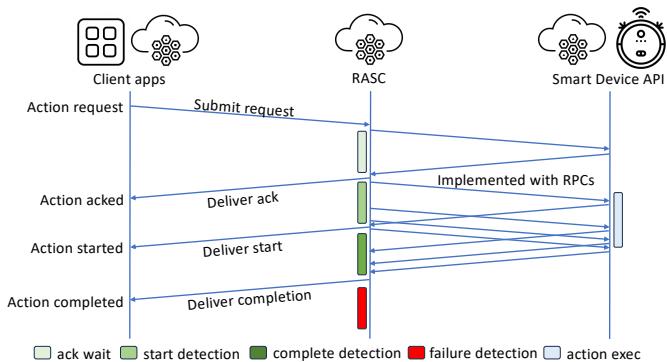 Client apps
RASC
Smart Device API
Action request
Submit request
Implemented with RPCs
Action acked
Deliver ack
Action started
Deliver start
Action completed
Deliver completion
ack wait
start detection
complete detection
failure detection
action exec